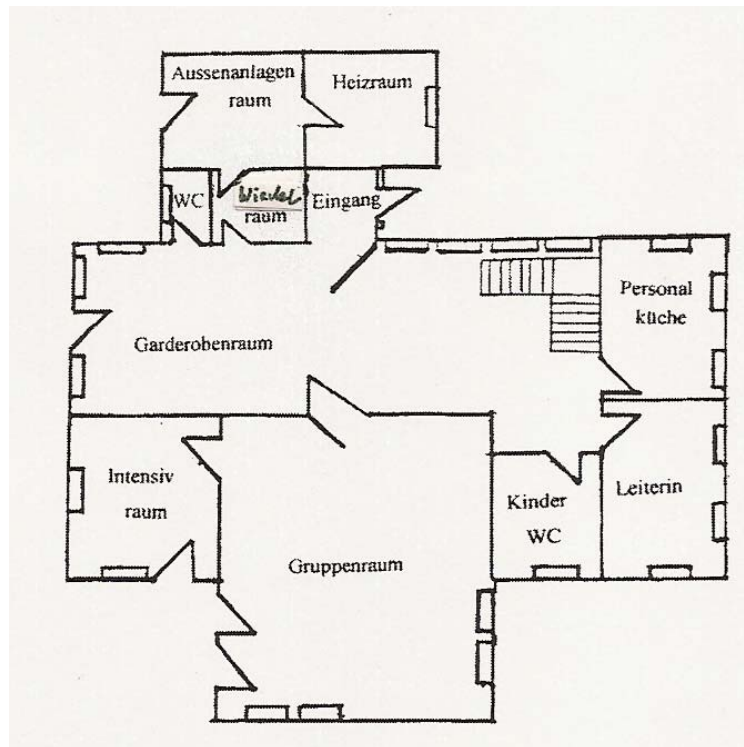 Aussenanlagen
raum
Heizraum
WC
Wickel
raum
Eingang
Personal
küche
Garderobenraum
Intensiv
raum
Kinder
WC
Leiterin
Gruppenraum